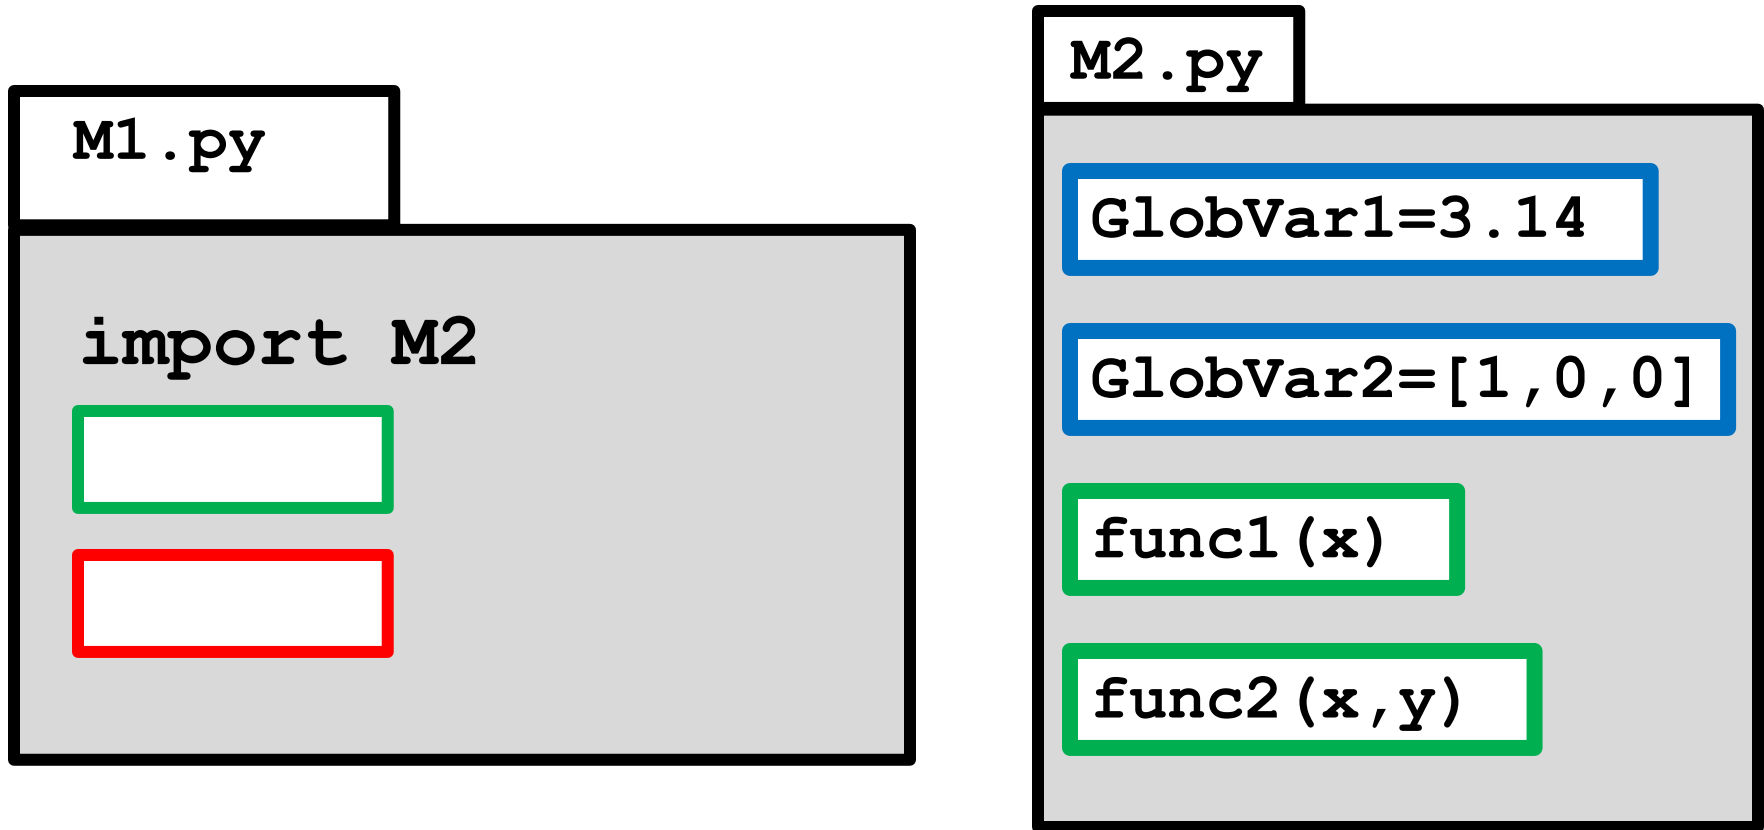 M1.py
import M2
M2.py
GlobVar1=3.14
GlobVar2=[1,0,0]
func1(x)
func2(x,y)